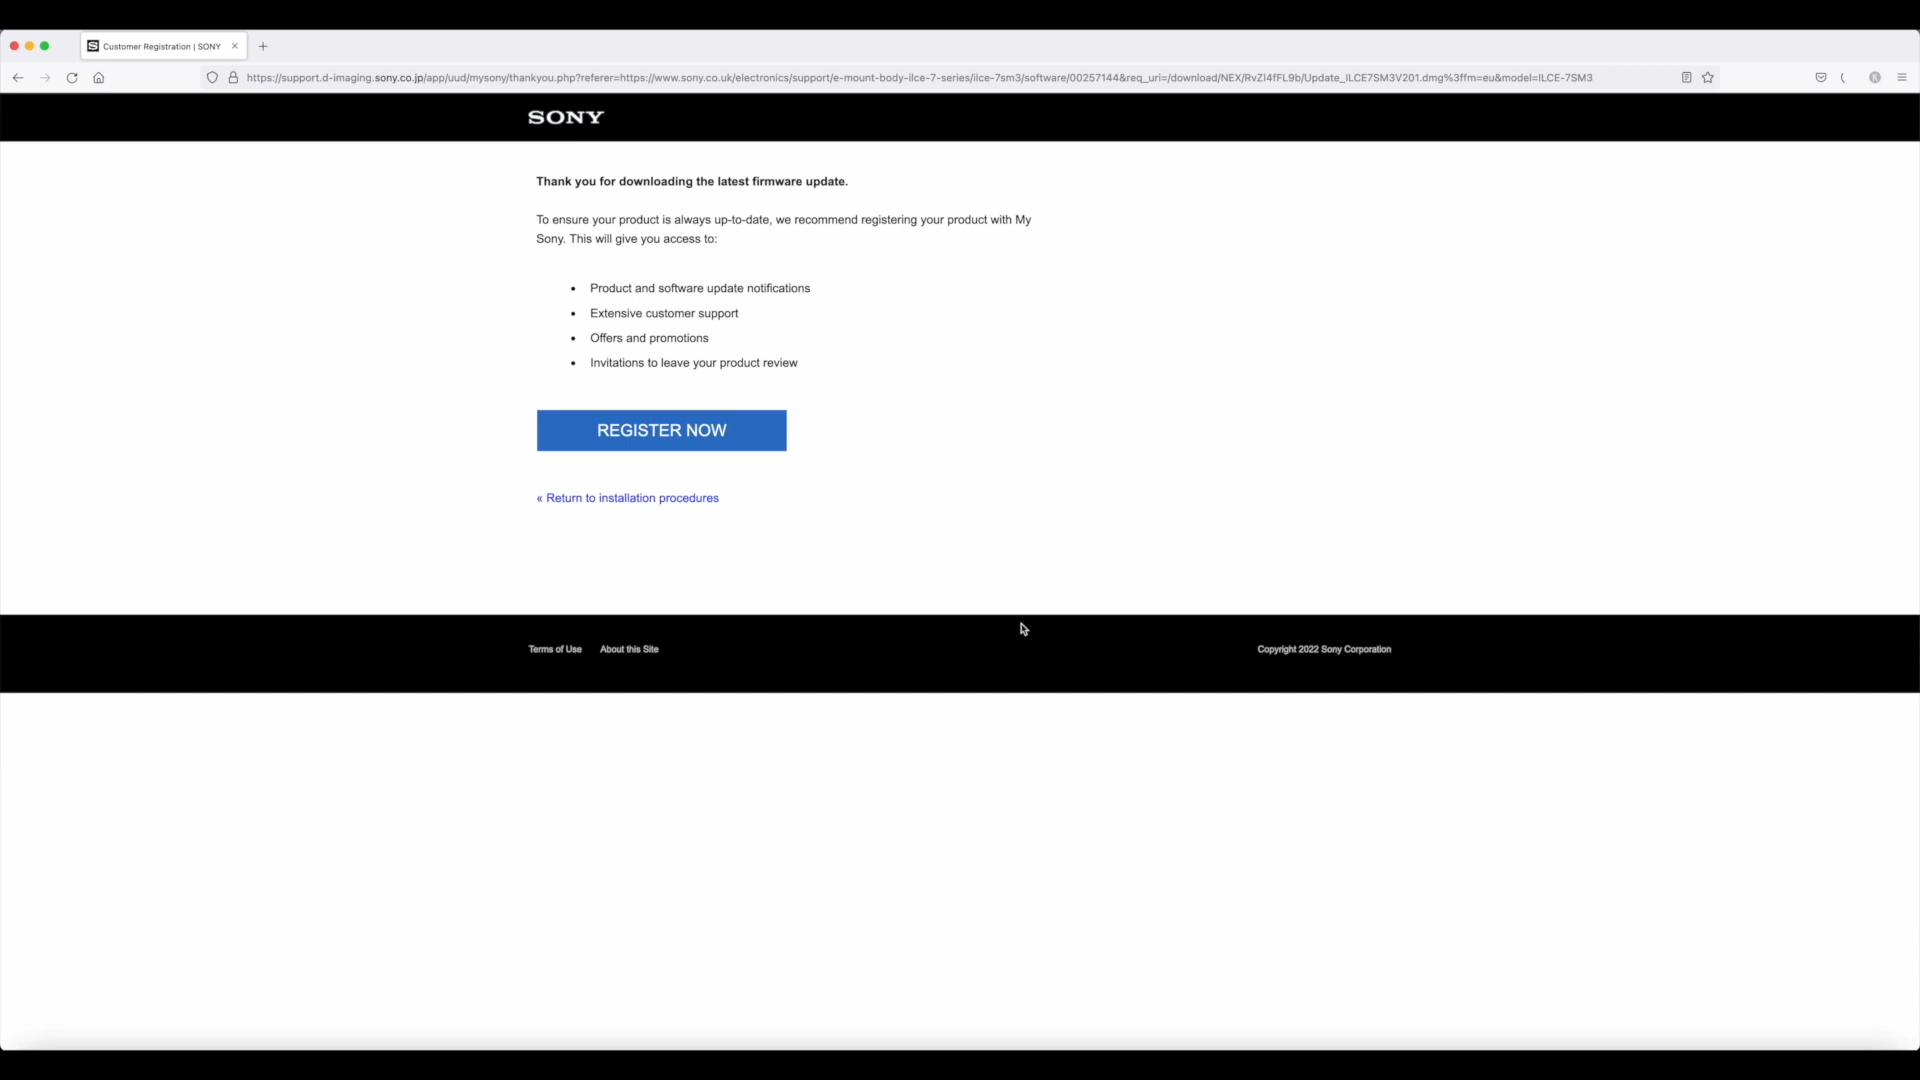 Customer Registration | SONY
https://support.d-imaging.sony.co.jp/app/uud/mysony/thankyou.php?referer=https://www.sony.co.uk/electronics/support/e-mount-body-ilce-7-series/ilce-7sm3/software/00257144&req_uri=/download/NEX/RvZI4fFL9b/Update_ILCE7SM3V201.dmg%3ffm=eu&model=ILCE-7SM3
SONY
Thank you for downloading the latest firmware update.
To ensure your product is always up-to-date, we recommend registering your product with My
Sony. This will give you access to:
• Product and software update notifications
• Extensive customer support
• Offers and promotions
• Invitations to leave your product review
REGISTER NOW
« Return to installation procedures
Terms of Use About this Site Copyright 2022 Sony Corporation